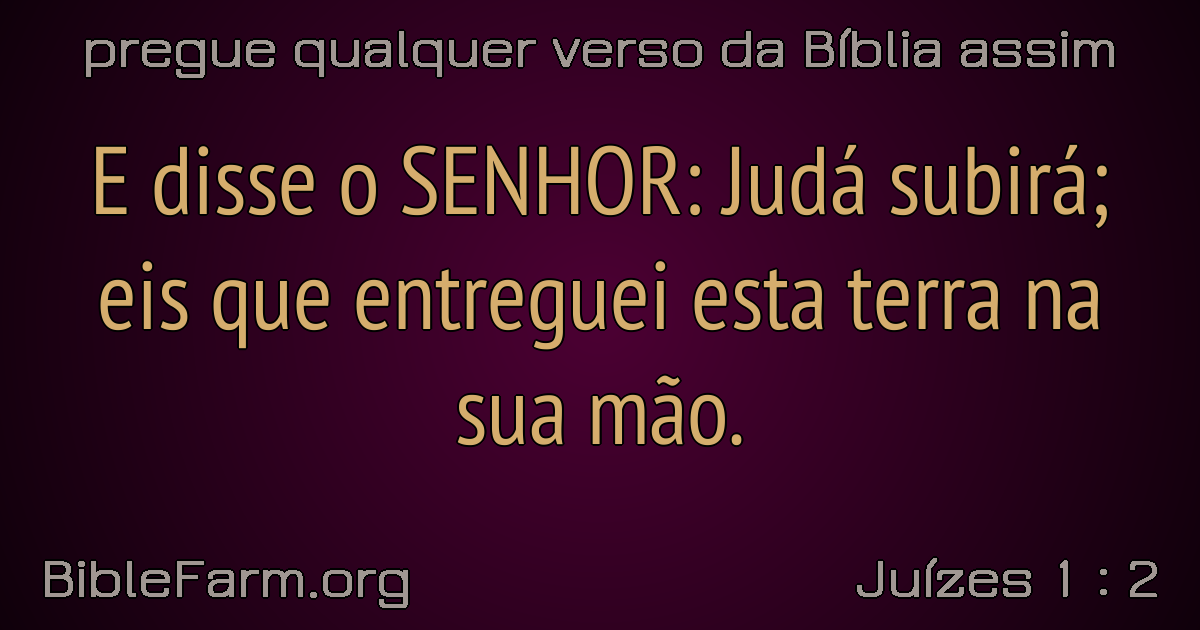 pregue qualquer verso da Bíblia assim
E disse o SENHOR: Judá subirá;
eis que entreguei esta terra na
sua mão.
BibleFarm.org
Juízes 1 : 2